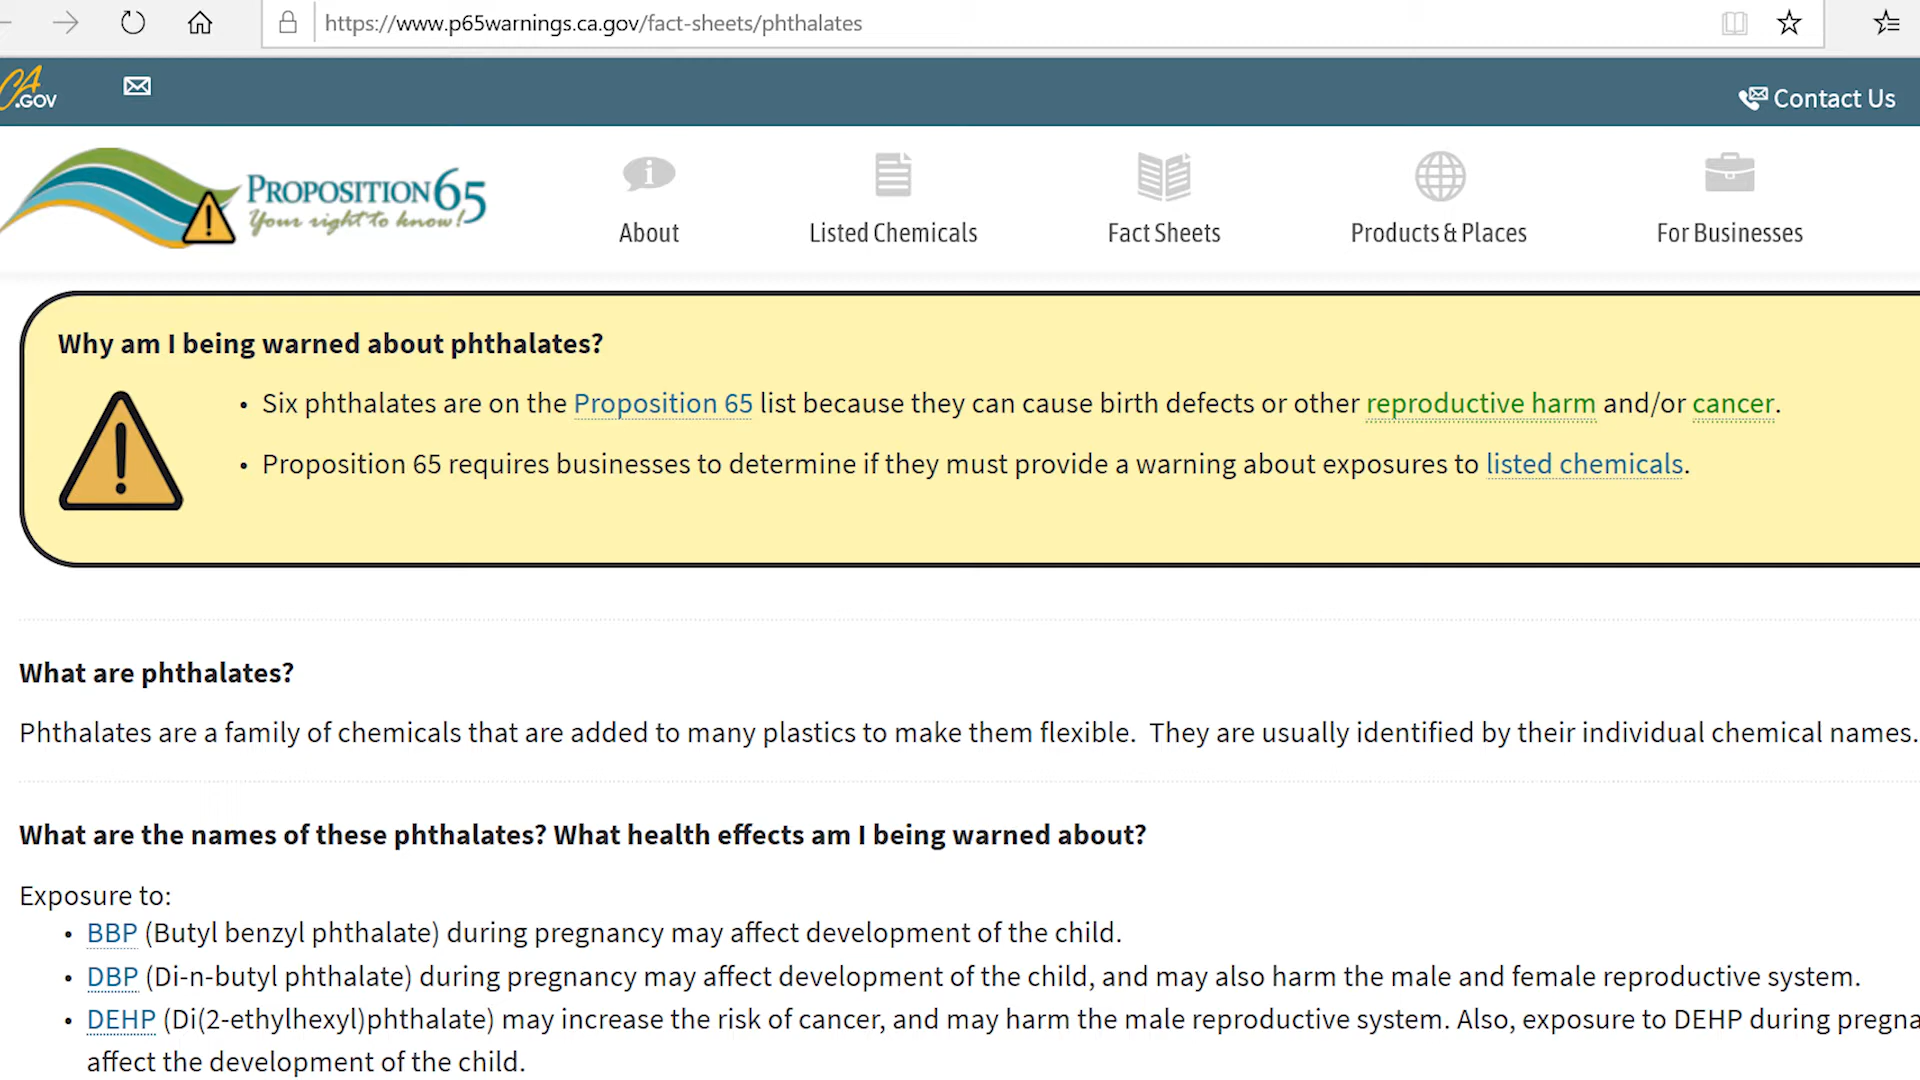 https://www.p65warnings.ca.gov/fact-sheets/phthalates
CA
.GOV
Contact Us
PROPOSITION 65
Your right to know!
About
Listed Chemicals
Fact Sheets
Products & Places
For Businesses
Why am I being warned about phthalates?
• Six phthalates are on the Proposition 65 list because they can cause birth defects or other reproductive harm and/or cancer.
• Proposition 65 requires businesses to determine if they must provide a warning about exposures to listed chemicals.
What are phthalates?
Phthalates are a family of chemicals that are added to many plastics to make them flexible.  They are usually identified by their individual chemical names.
What are the names of these phthalates? What health effects am I being warned about?
Exposure to:
• BBP (Butyl benzyl phthalate) during pregnancy may affect development of the child.
• DBP (Di-n-butyl phthalate) during pregnancy may affect development of the child, and may also harm the male and female reproductive system.
• DEHP (Di(2-ethylhexyl)phthalate) may increase the risk of cancer, and may harm the male reproductive system. Also, exposure to DEHP during pregna
affect the development of the child.